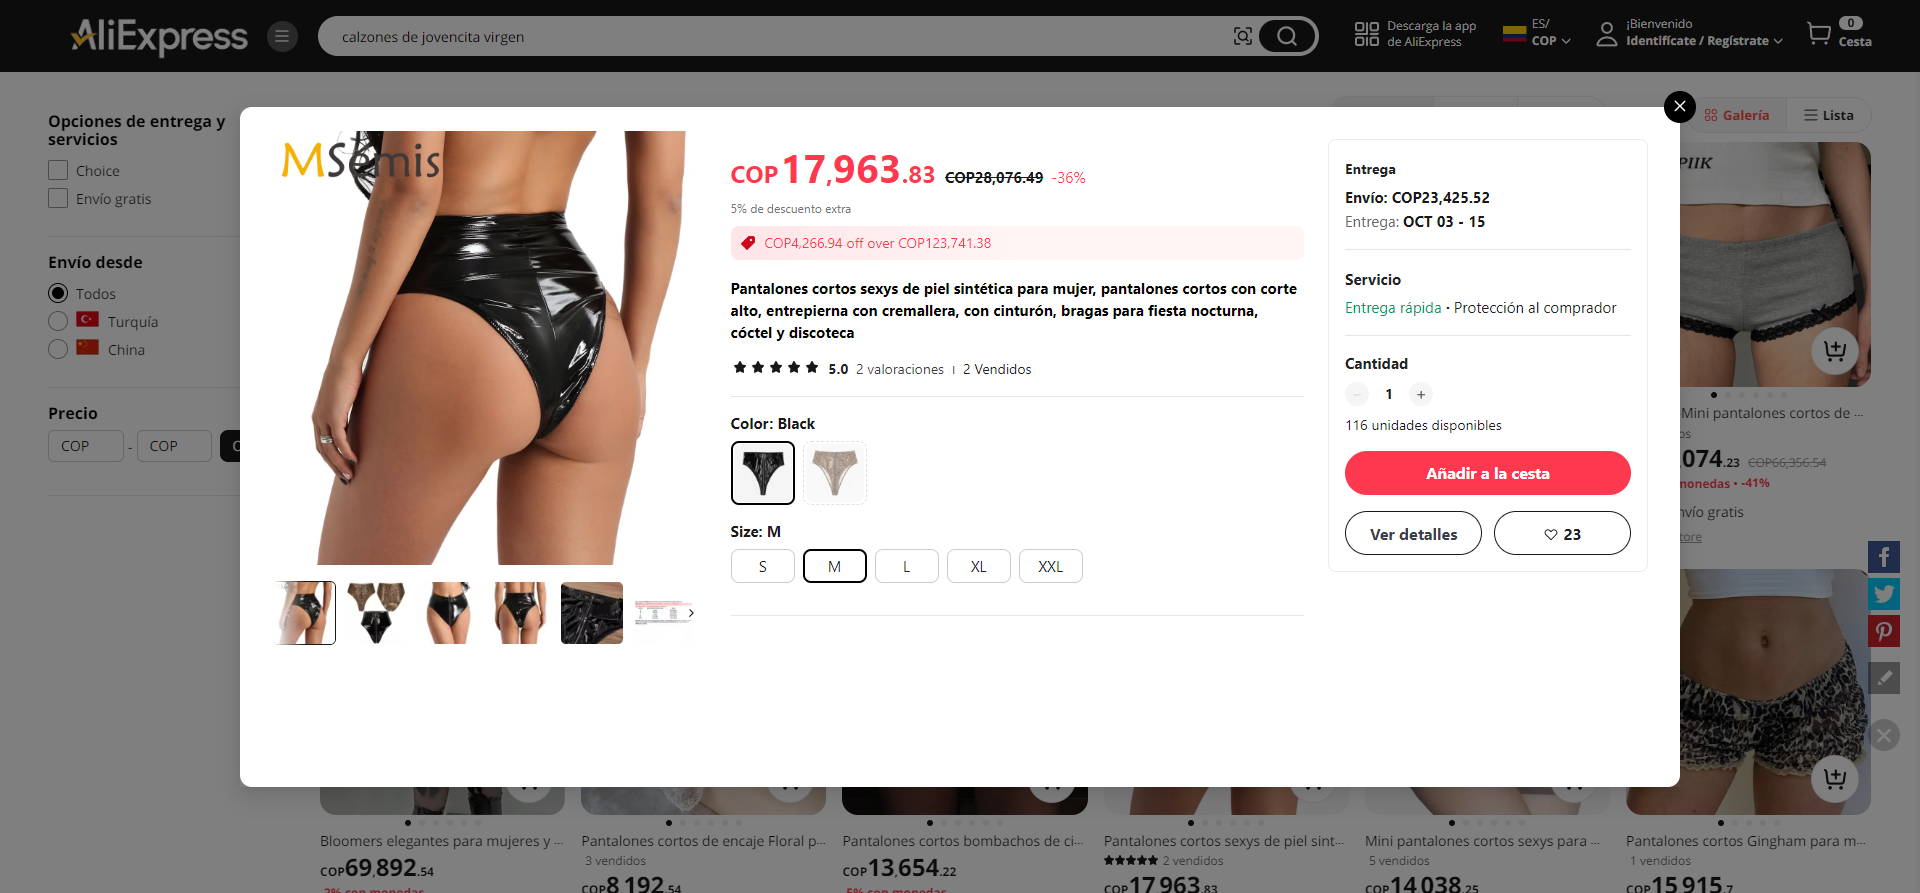 AliExpress
calzones de jovencita virgen
Descarga la app
de AliExpress
ES/
COP
¡Bienvenido
Identifícate / Regístrate
0
Cesta
Opciones de entrega y
servicios
Choice
Envío gratis
Envío desde
Todos
Turquía
China
Precio
COP
-
COP
Galería
Lista
MSemis
COP17,963.83 COP28,076.49 -36%
5% de descuento extra
COP4,266.94 off over COP123,741.38
Pantalones cortos sexys de piel sintética para mujer, pantalones cortos con corte
alto, entrepierna con cremallera, con cinturón, bragas para fiesta nocturna,
cóctel y discoteca
5.0 2 valoraciones 2 Vendidos
Color: Black
Size: M
S
M
L
XL
XXL
Entrega
Envío: COP23,425.52
Entrega: OCT 03 - 15
Servicio
Entrega rápida · Protección al comprador
Cantidad
1
116 unidades disponibles
Añadir a la cesta
Ver detalles
23
PIIK
Mini pantalones cortos de ...
074.23 COP66,356.54
monedas • -41%
nvío gratis
tore
Bloomers elegantes para mujeres y ...
COP69,892.54
-2% con monedas
Pantalones cortos de encaje Floral p...
3 vendidos
COP8,192.54
Pantalones cortos bombachos de ci...
COP13,654.22
-5% con monedas
Pantalones cortos sexys de piel sint...
2 vendidos
COP17,963.83
Mini pantalones cortos sexys para ...
5 vendidos
COP14,038.25
Pantalones cortos Gingham para m...
1 vendidos
COP15,915.7